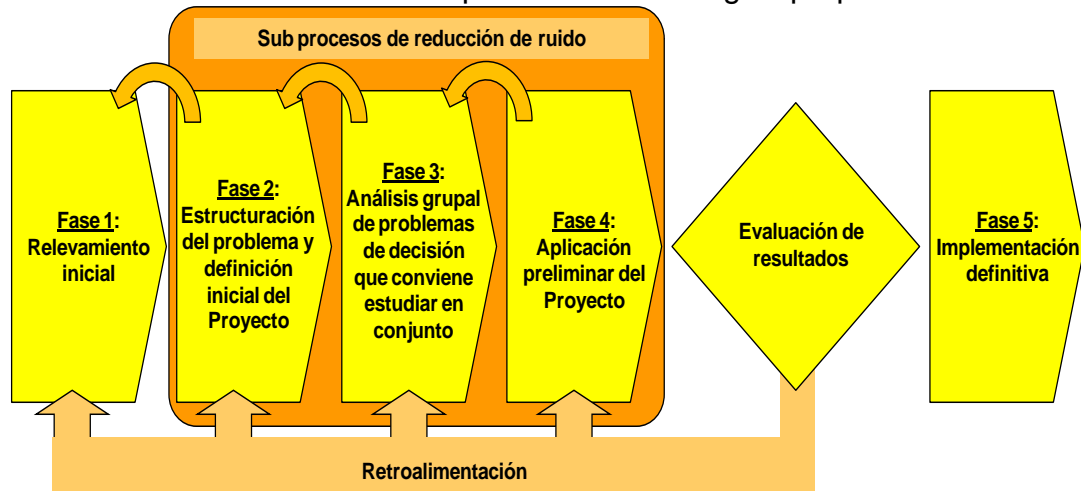 Sub procesos de reducción de ruido
Fase 1:
Relevamiento
inicial
Fase 2:
Estructuración
del problema y
definición
inicial del
Proyecto
Fase 3:
Análisis grupal
de problemas
de decisión
que conviene
estudiar en
conjunto
Fase 4:
Aplicación
preliminar del
Proyecto
Evaluación de
resultados
Fase 5:
Implementación
definitiva
Retroalimentación